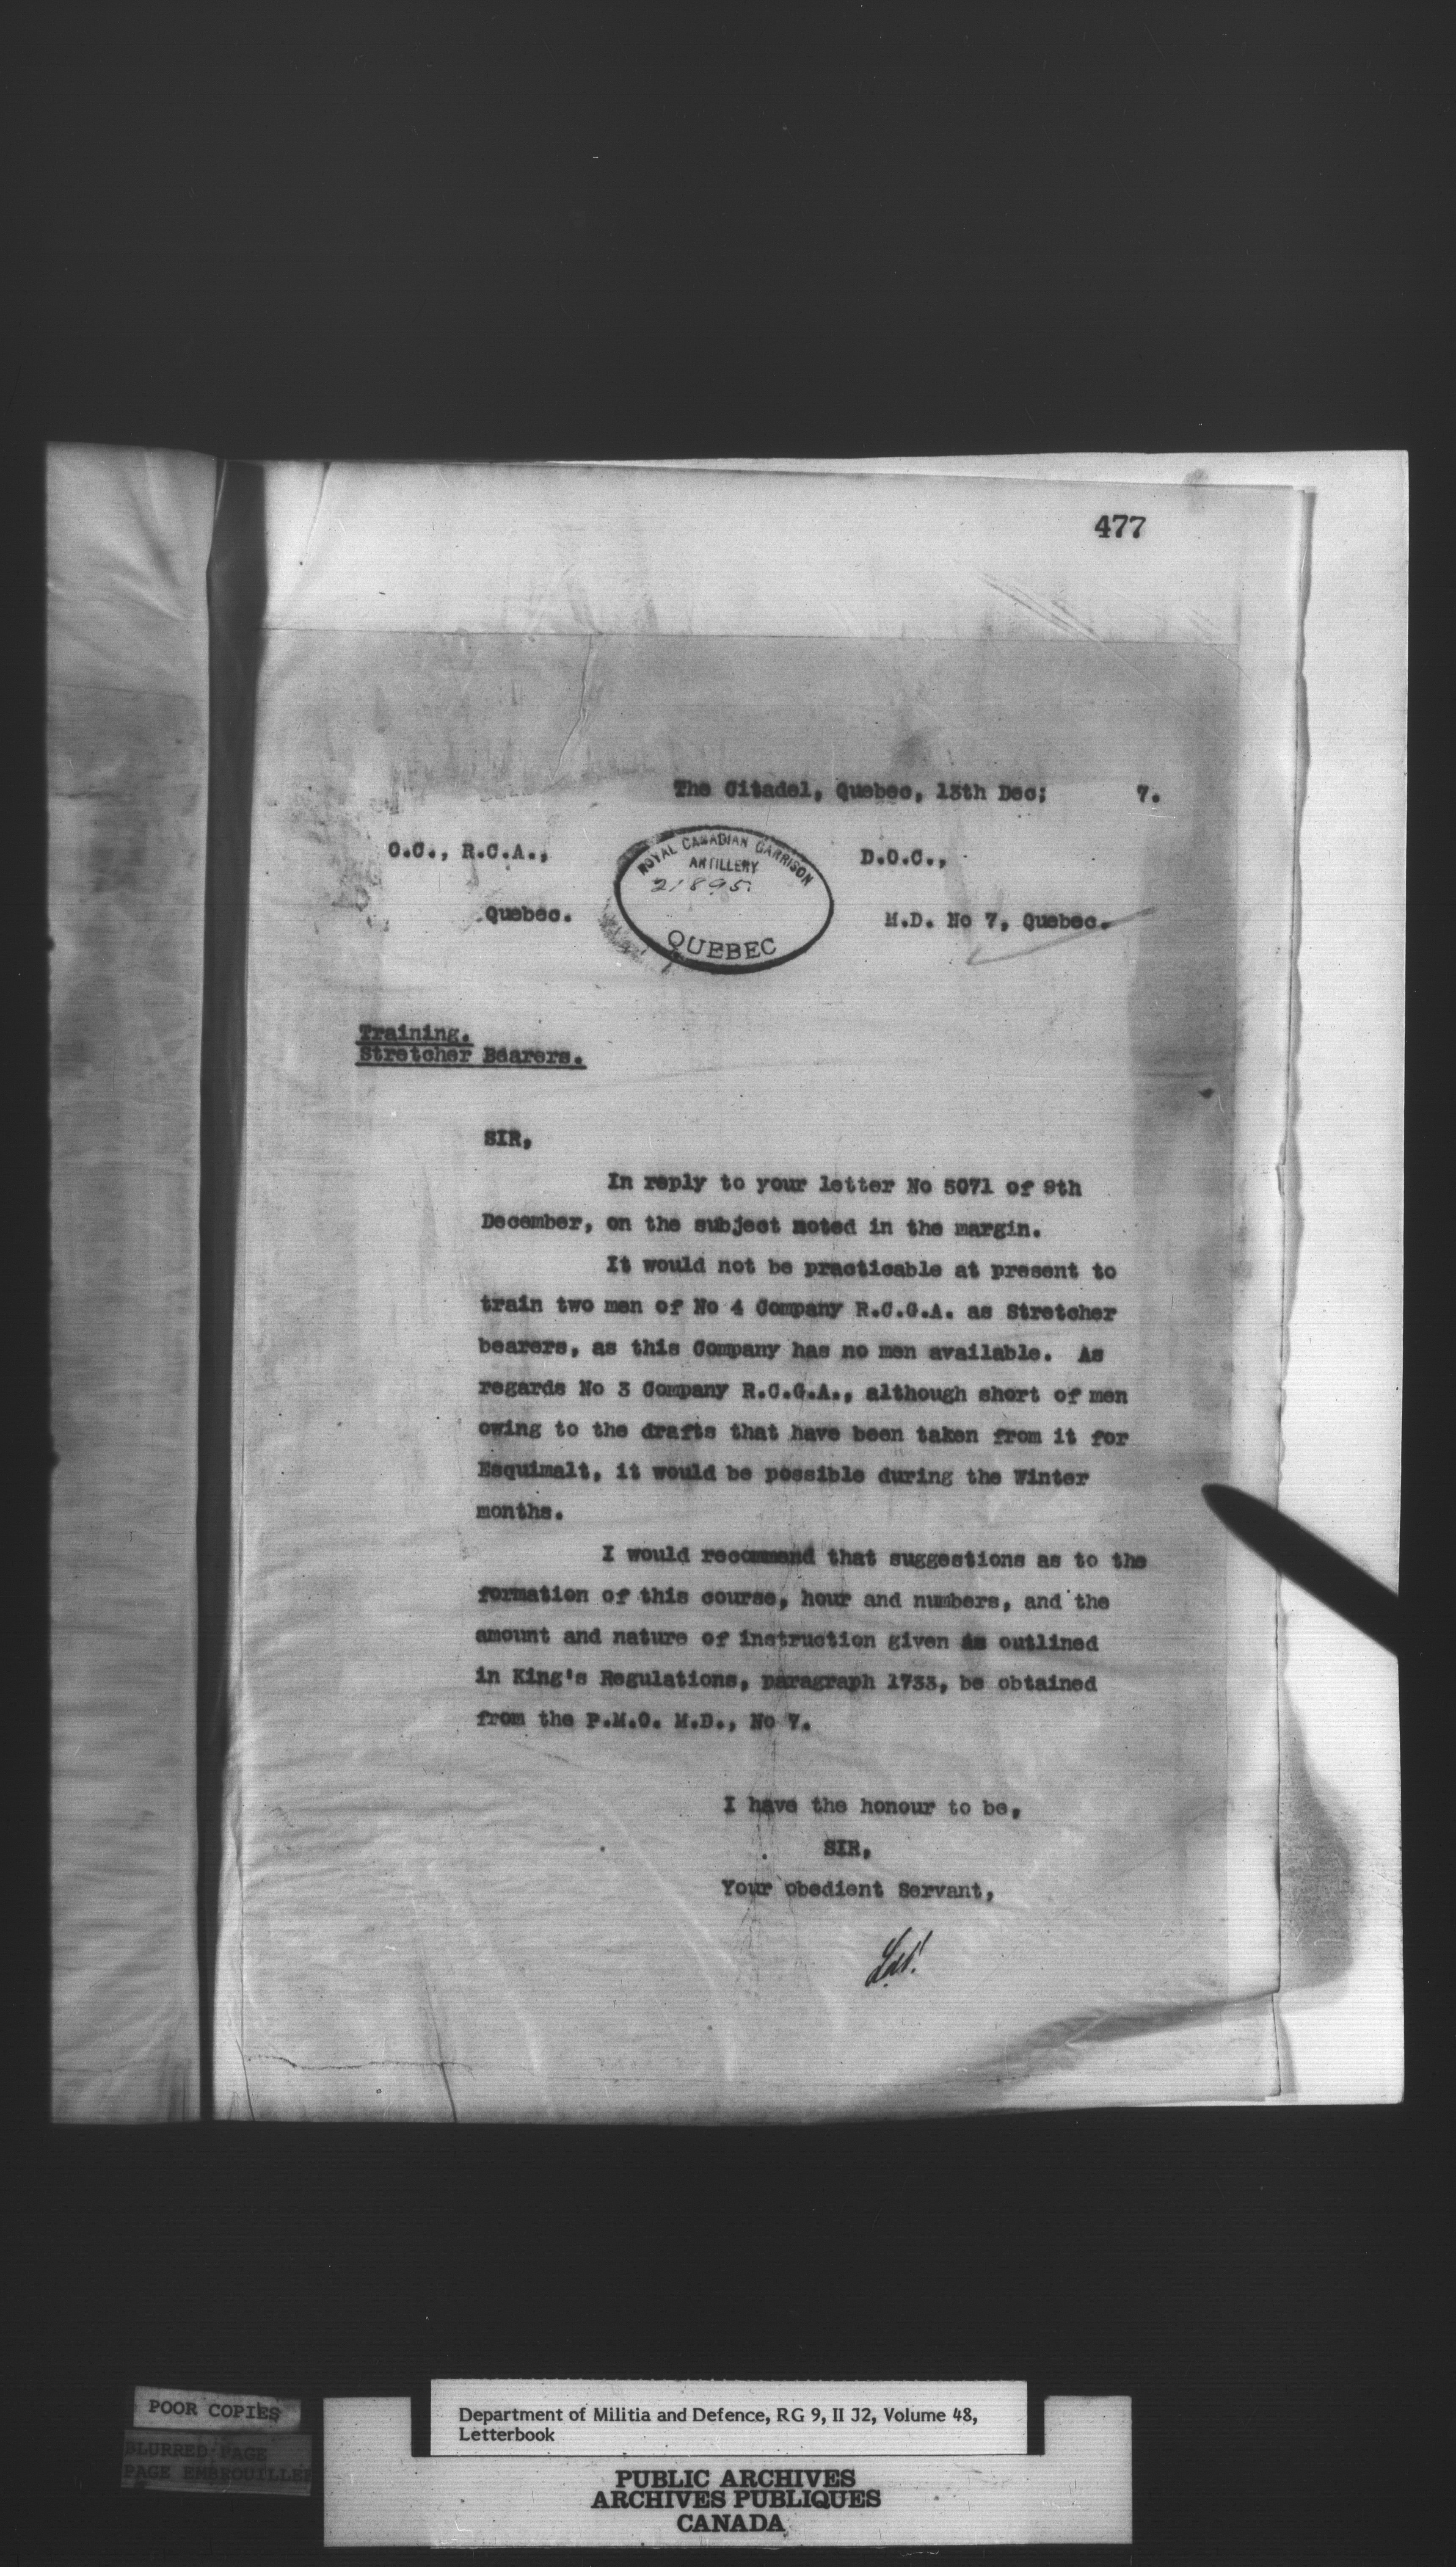 477
The Citadel, Quebec, 13th Dec; 7.
O.C., R.C.A.,
D.O.C.,
ROYAL CANADIAN GARRISON
ARTILLERY
21895
QUEBEC
Quebec.
M.D. No 7, Quebec.
Training.
Stretcher Bearers.
SIR,
In reply to your letter No 5071 of 9th
December, on the subject noted in the margin.
It would not be practicable at present to
train two men of No 4 Company R.C.G.A. as Stretcher
bearers, as this Company has no men available. As
regards No 3 Company R.C.G.A., although short of men
owing to the drafts that have been taken from it for
Esquimalt, it would be possible during the Winter
months.
I would recommend that suggestions as to the
formation of this course, hour and numbers, and the
amount and nature of instruction given as outlined
in King's Regulations, paragraph 1733, be obtained
from the P.M.O. M.D., No 7.
I have the honour to be,
SIR,
Your obedient Servant,
POOR COPIES
BLURRED PAGE
PAGE EMBROUILLEE
Department of Militia and Defence, RG 9, II J2, Volume 48,
Letterbook
PUBLIC ARCHIVES
ARCHIVES PUBLIQUES
CANADA